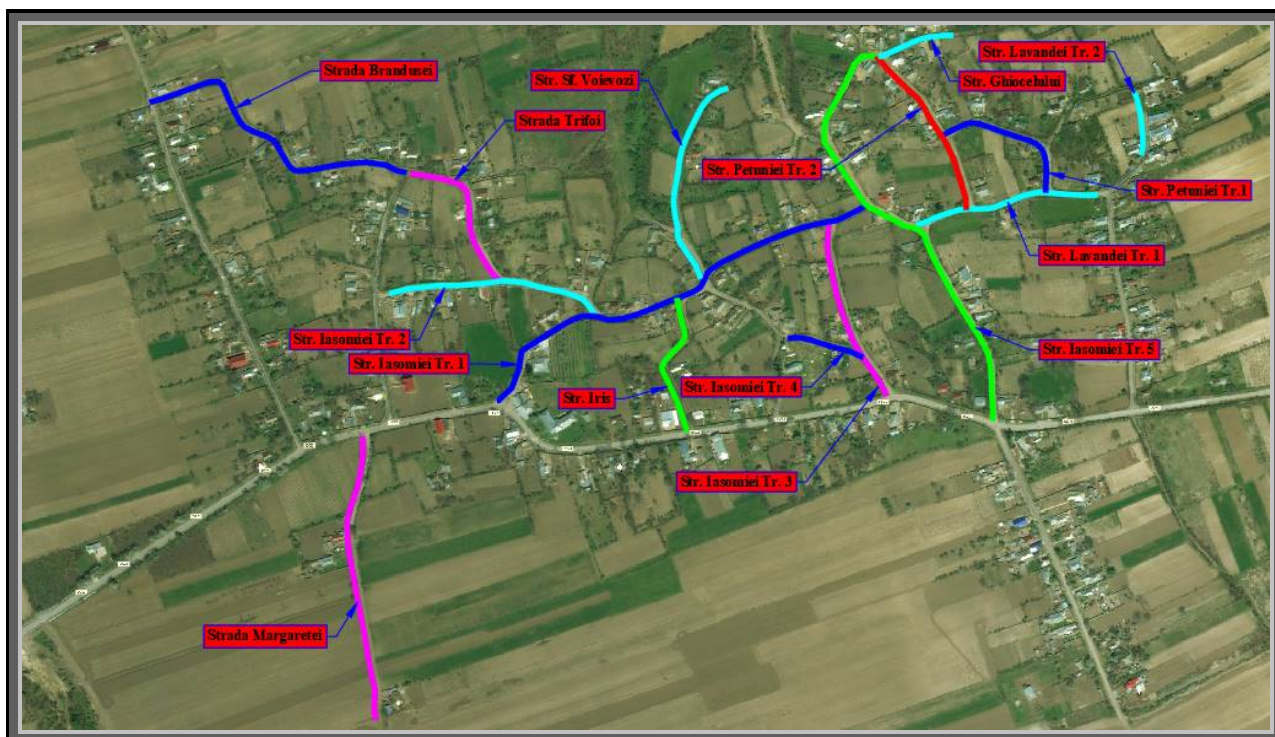 Str. Lavandei Tr. 2
Strada Brandusei
Str. Sf. Voievozi
Str. Ghiocelului
Strada Trifoi
Str. Petuniei Tr. 2
Str. Petuniei Tr.1
Str. Lavandei Tr. 1
Str. Iasomiei Tr. 2
Str. Iasomiei Tr. 1
Str. Iasomiei Tr. 5
Str. Iasomiei Tr. 4
Str. Iris
Str. Iasomiei Tr. 3
Strada Margaretei